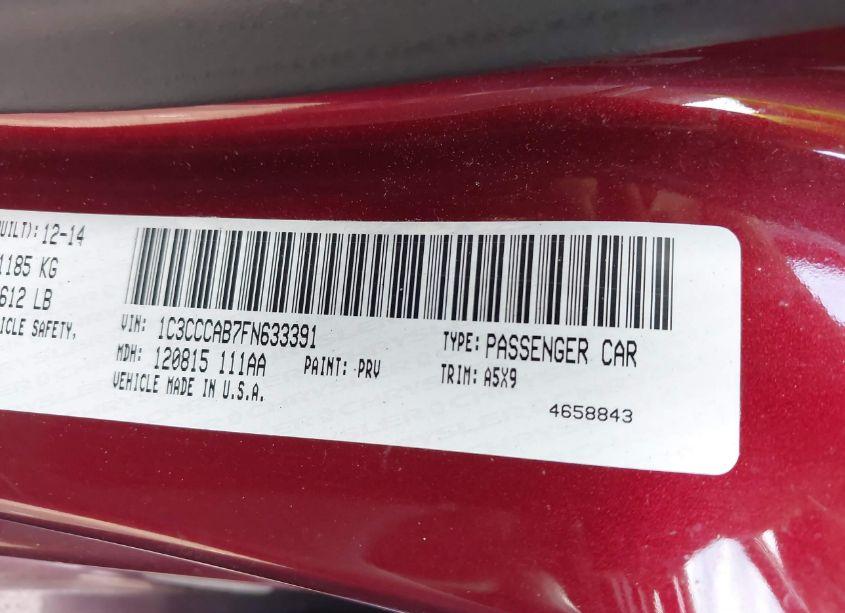 UILT): 12-14
1185 KG
612 LB
ICLE SAFETY,
VIN: 1C3CCCAB7FN633391
MDH: 120815 111AA
PAINT: PRV
VEHICLE MADE IN U.S.A.
TYPE: PASSENGER CAR
TRIM: A5X9
4658843